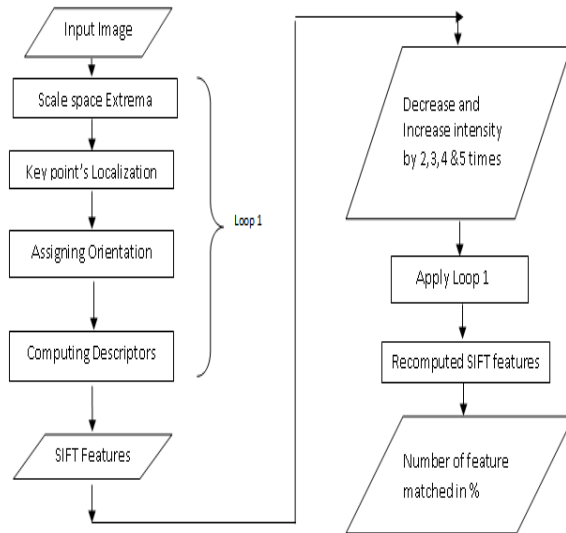 Input Image
Scale space Extrema
Key point's Localization
Assigning Orientation
Computing Descriptors
SIFT Features
Loop 1
Decrease and
Increase intensity
by 2,3,4 &5 times
Apply Loop 1
Recomputed SIFT features
Number of feature
matched in %